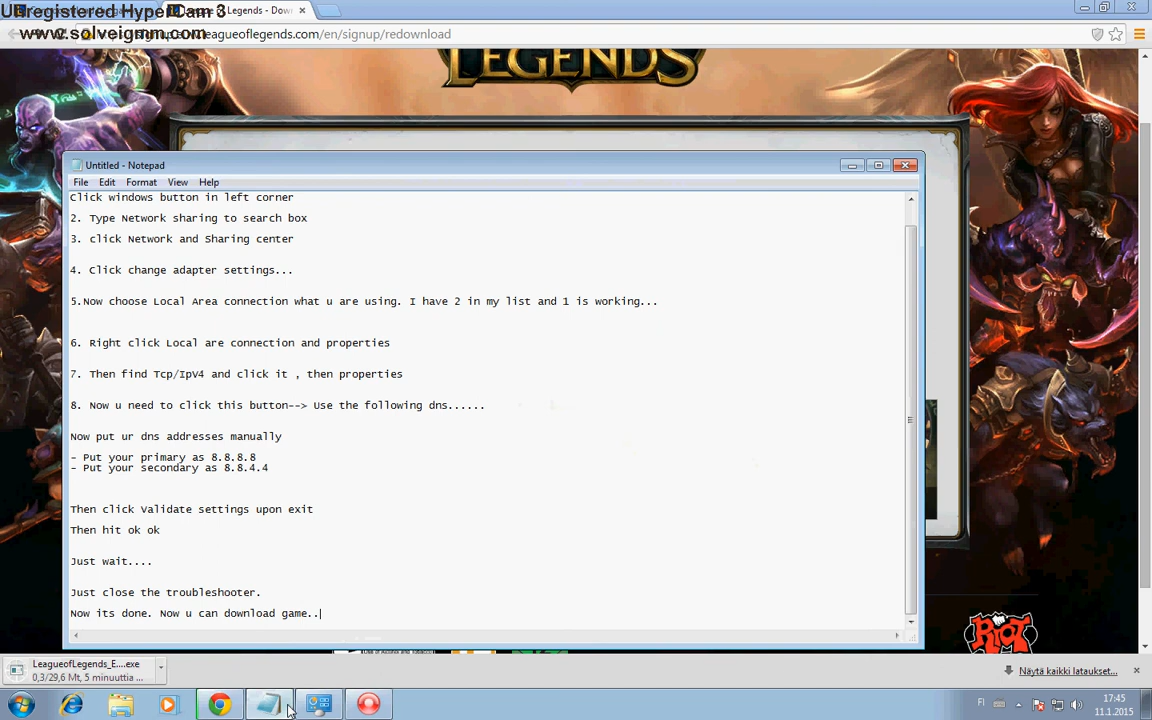 Unregistered HyperCam 3
League of Legends - Down
www.solveigmm.com
leagueoflegends.com/en/signup/redownload
LEGENDS
Untitled - Notepad
File Edit Format View Help
Click windows button in left corner
2. Type Network sharing to search box
3. click Network and Sharing center
4. Click change adapter settings...
5.Now choose Local Area connection what u are using. I have 2 in my list and 1 is working...
6. Right click Local are connection and properties
7. Then find Tcp/IpV4 and click it , then properties
8. Now u need to click this button--> Use the following dns......
Now put ur dns addresses manually
- Put your primary as 8.8.8.8
- Put your secondary as 8.8.4.4
Then click Validate settings upon exit
Then hit ok ok
Just wait....
Just close the troubleshooter.
Now its done. Now u can download game..
RIOT
LeagueofLegends_E....exe
0,3/29,6 Mt, 5 minuuttia ...
Näytä kaikki lataukset...
FI
17:45
11.1.2015